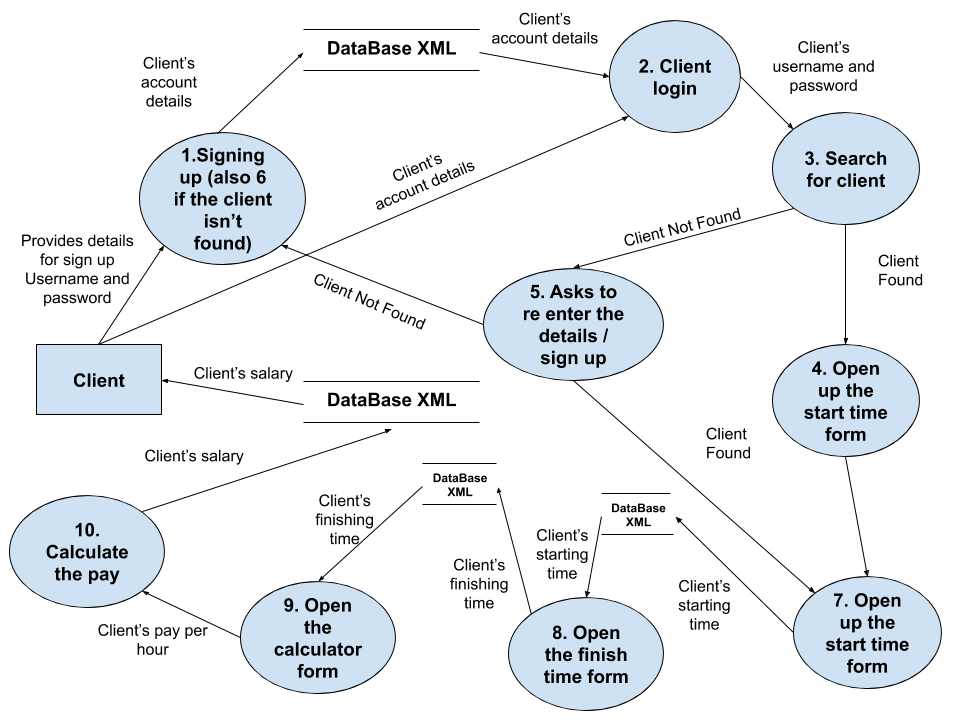 Client's
account details
DataBase XML
Client's
account
details
2. Client
login
Client's
username and
password
1.Signing
up (also 6
if the client
isn't
found)
Client's
account details
3. Search
for client
Client Not Found
Provides details
for sign up
Username and
password
Client
Found
Client Not Found
5. Asks to
re enter the
details /
sign up
Client
Client's salary
DataBase XML
4. Open
up the
start time
form
Client's salary
Client
Found
DataBase
XML
Client's
finishing
time
DataBase
XML
10.
Calculate
the pay
Client's
starting
time
Client's
finishing
time
Client's
starting
time
9. Open
the
calculator
form
Client's pay per
hour
8. Open
the finish
time form
7. Open
up the
start time
form